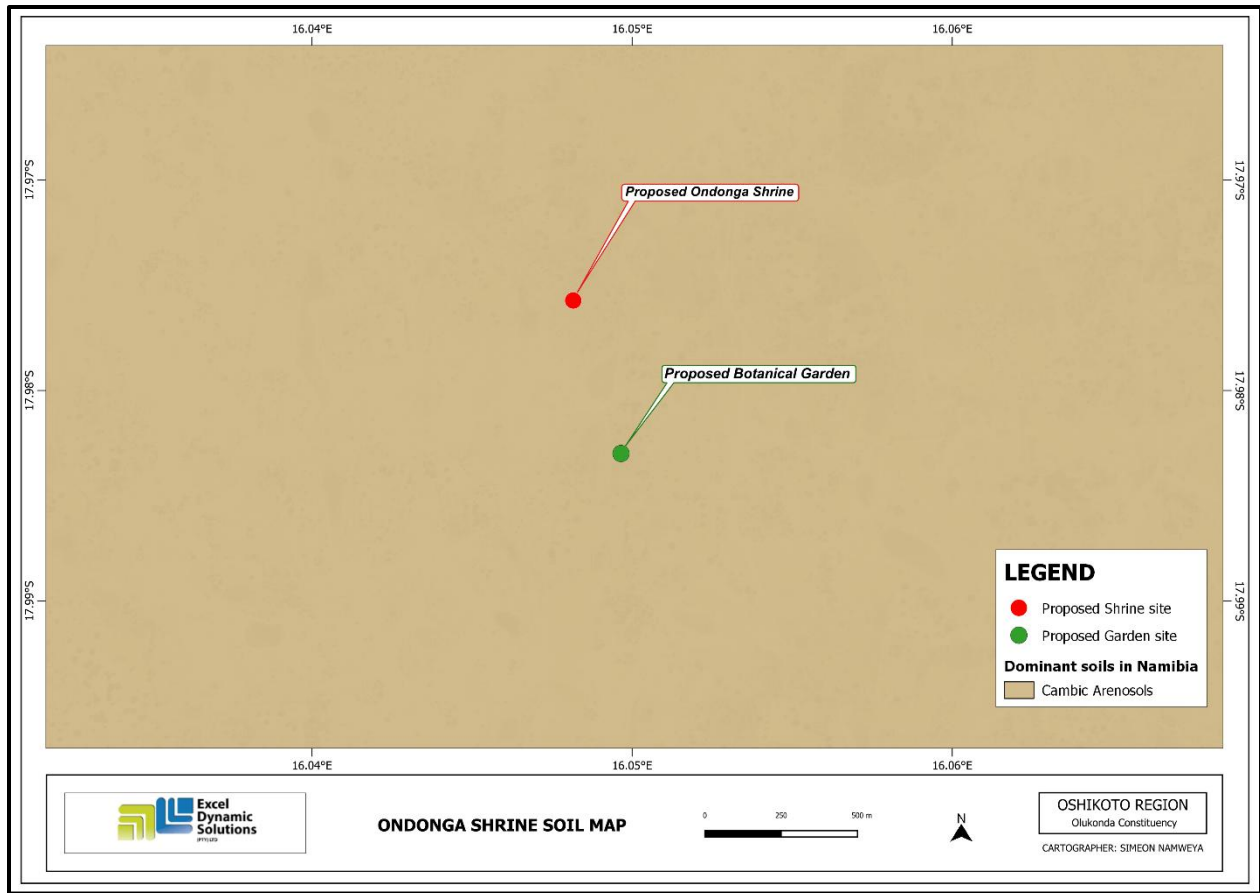 16.04°E 16.05°E 16.06°E
17.97°S 17.97°S
Proposed Ondonga Shrine
17.98°S 17.98°S
Proposed Botanical Garden
17.99°S 17.99°S
LEGEND
Proposed Shrine site
Proposed Garden site
Dominant soils in Namibia
Cambic Arenosols
16.04°E 16.05°E 16.06°E
Excel
Dynamic
Solutions
(PTY) LTD
ONDONGA SHRINE SOIL MAP
0 250 500 m
N
OSHIKOTO REGION
Olukonda Constituency
CARTOGRAPHER: SIMEON NAMWEYA